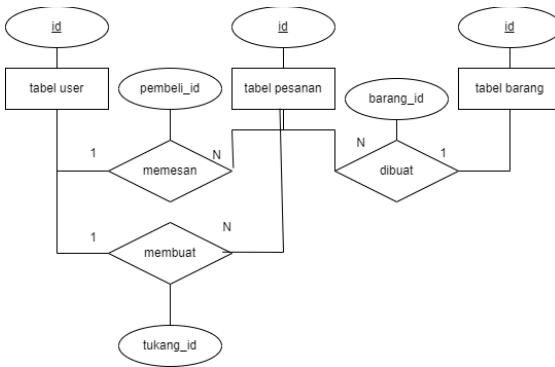 id
id
id
tabel user
pembeli_id
tabel pesanan
barang_id
tabel barang
1
memesan
N
N
dibuat
1
1
membuat
N
tukang_id